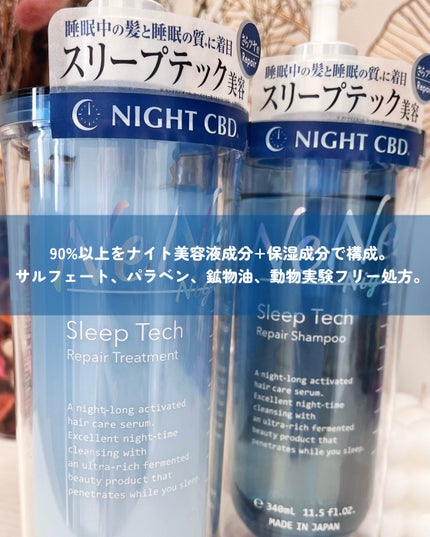 睡眠中の髪と睡眠の質に着目
スリープテック美容
Repair
NIGHT CBD.
睡眠中の髪と睡眠の質に着目
スリープテック美容
NIGHT CBD.
90%以上をナイト美容液成分+保湿成分で構成。
サルフェート、パラベン、鉱物油、動物実験フリー処方。
Sleep Tech
Repair Treatment
A night-long activated
hair care serum.
Excellent night-time
cleansing with
an ultra-rich fermented
beauty product that
penetrates while you sleep.
Sleep Tech
Repair Shampoo
A night-long activated
hair care serum.
Excellent night-time
cleansing with
an ultra-rich fermented
beauty product that
penetrates while you sleep.
340mL 11.5 fl.oz.
MADE IN JAPAN